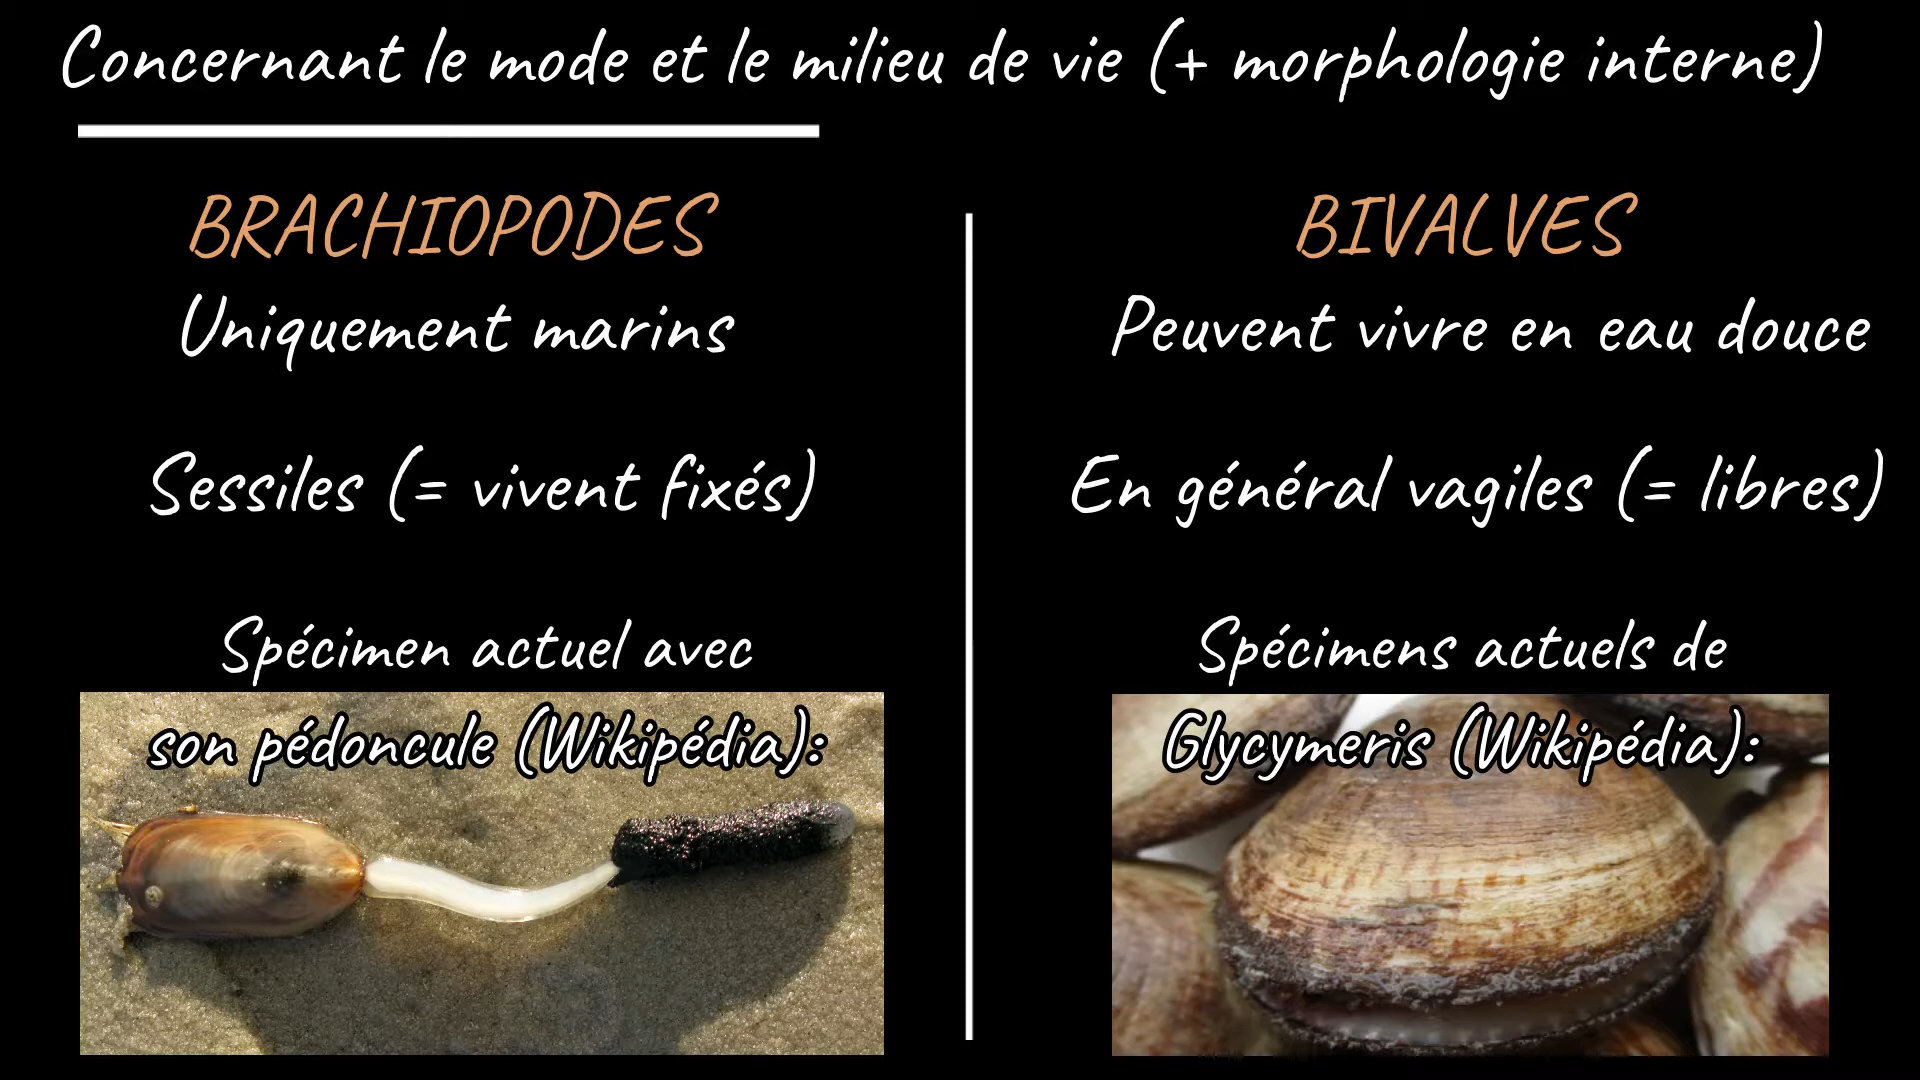 Concernant le mode et le milieu de vie (+ morphologie interne)
BRACHIOPODES
Uniquement marins
Sessiles (= vivent fixés)
Spécimen actuel avec
son pédoncule (Wikipédia):
BIVALVES
Peuvent vivre en eau douce
En général vagiles (= libres)
Spécimens actuels de
Glycymeris (Wikipédia):